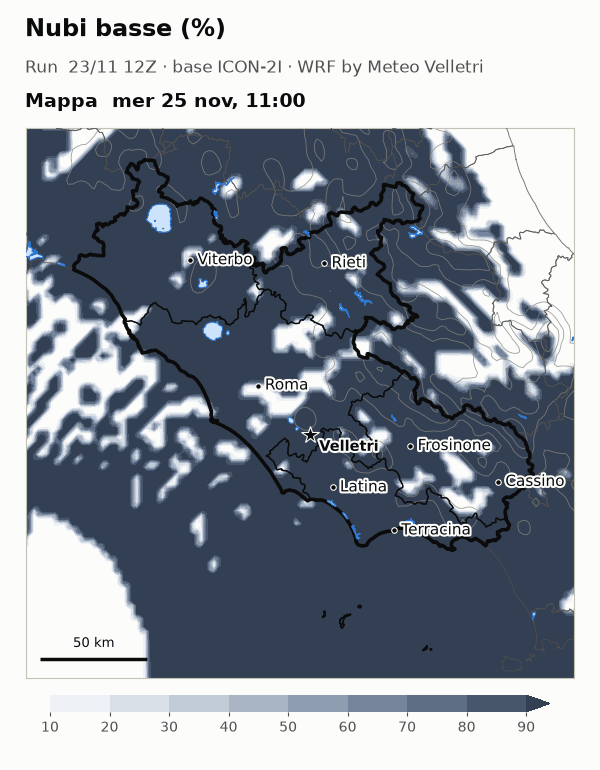 Nubi basse (%)
Run  23/11 12Z · base ICON-2I · WRF by Meteo Velletri
Mappa  mer 25 nov, 11:00
Viterbo
Rieti
Roma
Velletri
Frosinone
Cassino
Latina
Terracina
50 km
10 20 30 40 50 60 70 80 90